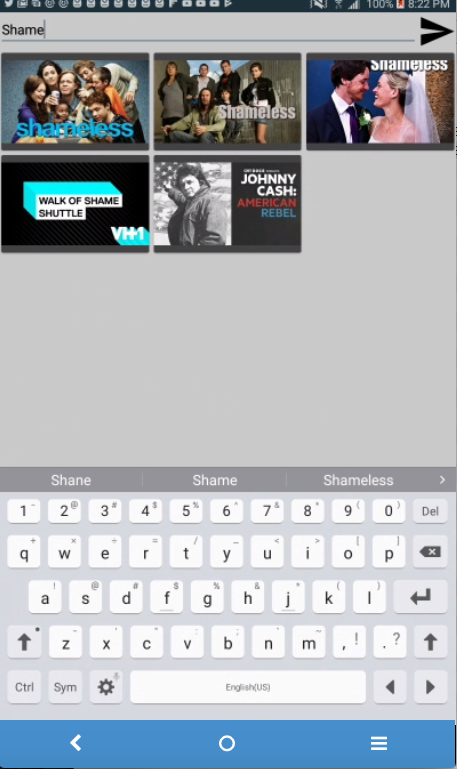 100% 8:22 PM
Shame
shameless
Shameless
Shameless
WALK OF SHAME
SHUTTLE
VH1
JOHNNY
CASH:
AMERICAN
REBEL
Shane Shame Shameless >
1 - 2 @ 3 # 4 $ 5 % 6 ^ 7 & 8 * 9 ( 0 ) Del
q + w × e ÷ r = t / y _ u < i > o [ p ]
a ! s @ d # f $ g % h & j * k ( l )
z ' x " c - v : b ; n , m ~ , ! . ?
Ctrl Sym English(US)